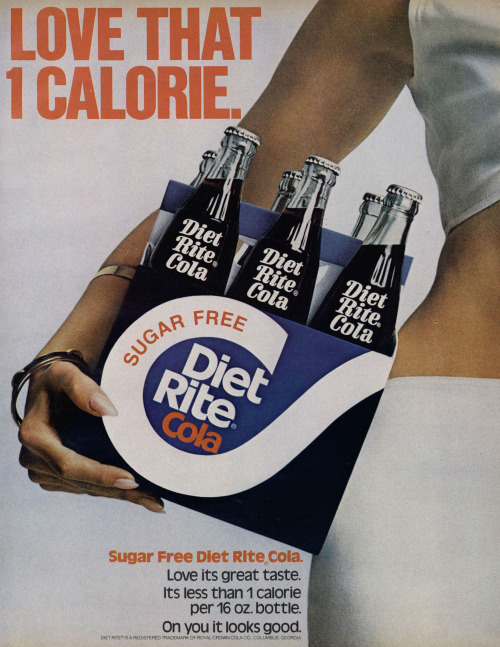 LOVE THAT
1 CALORIE.
Diet
Rite®
Cola
Diet
Rite®
Cola
Diet
Rite®
Cola
SUGAR FREE
Diet
Rite®
Cola
Sugar Free Diet Rite® Cola.
Love its great taste.
Its less than 1 calorie
per 16 oz. bottle.
On you it looks good.
DIET RITE® IS A REGISTERED TRADEMARK OF ROYAL CROWN COLA CO., COLUMBUS, GEORGIA